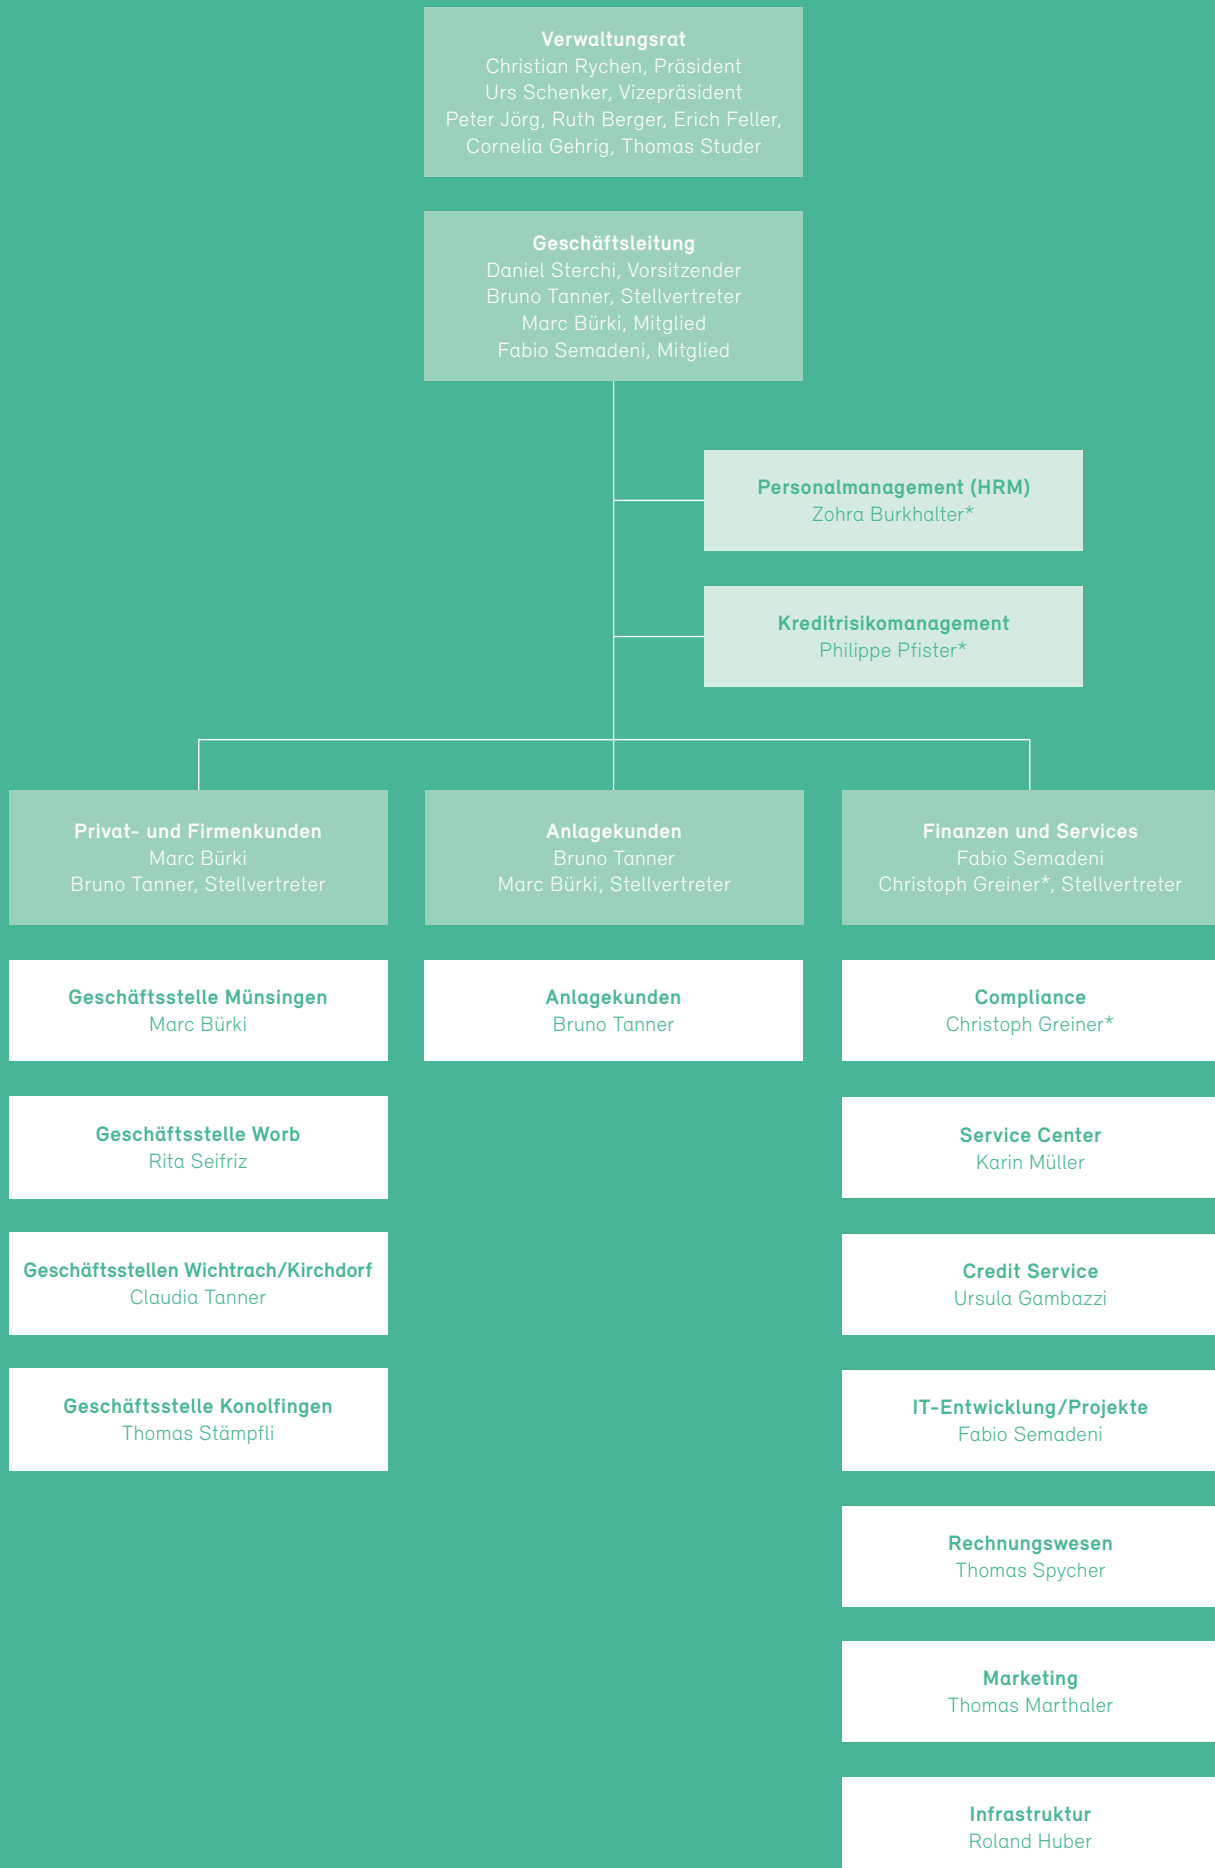 Verwaltungsrat
Christian Rychen, Präsident
Urs Schenker, Vizepräsident
Peter Jörg, Ruth Berger, Erich Feller,
Cornelia Gehrig, Thomas Studer
Geschäftsleitung
Daniel Sterchi, Vorsitzender
Bruno Tanner, Stellvertreter
Marc Bürki, Mitglied
Fabio Semadeni, Mitglied
Personalmanagement (HRM)
Zohra Burkhalter*
Kreditrisikomanagement
Philippe Pfister*
Privat- und Firmenkunden
Marc Bürki
Bruno Tanner, Stellvertreter
Geschäftsstelle Münsingen
Marc Bürki
Geschäftsstelle Worb
Rita Seifriz
Geschäftsstellen Wichtrach/Kirchdorf
Claudia Tanner
Geschäftsstelle Konolfingen
Thomas Stämpfli
Anlagekunden
Bruno Tanner
Marc Bürki, Stellvertreter
Anlagekunden
Bruno Tanner
Finanzen und Services
Fabio Semadeni
Christoph Greiner*, Stellvertreter
Compliance
Christoph Greiner*
Service Center
Karin Müller
Credit Service
Ursula Gambazzi
IT-Entwicklung/Projekte
Fabio Semadeni
Rechnungswesen
Thomas Spycher
Marketing
Thomas Marthaler
Infrastruktur
Roland Huber